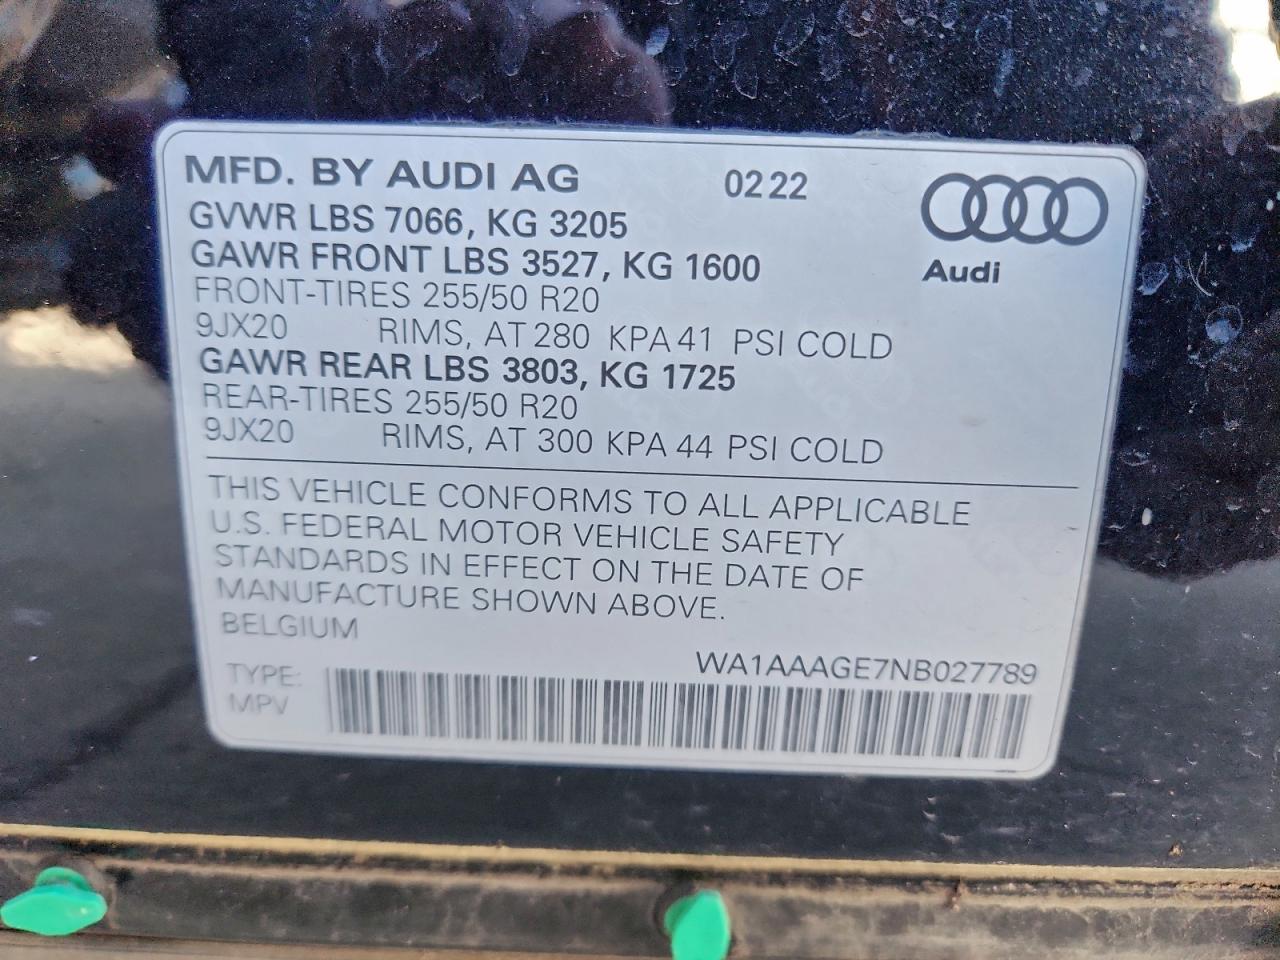 MFD. BY AUDI AG 02 22
GVWR LBS 7066, KG 3205
GAWR FRONT LBS 3527, KG 1600
Audi
FRONT-TIRES 255/50 R20
9JX20 RIMS, AT 280 KPA 41 PSI COLD
GAWR REAR LBS 3803, KG 1725
REAR-TIRES 255/50 R20
9JX20 RIMS, AT 300 KPA 44 PSI COLD
THIS VEHICLE CONFORMS TO ALL APPLICABLE
U.S. FEDERAL MOTOR VEHICLE SAFETY
STANDARDS IN EFFECT ON THE DATE OF
MANUFACTURE SHOWN ABOVE.
BELGIUM
WA1AAAGE7NB027789
TYPE:
MPV